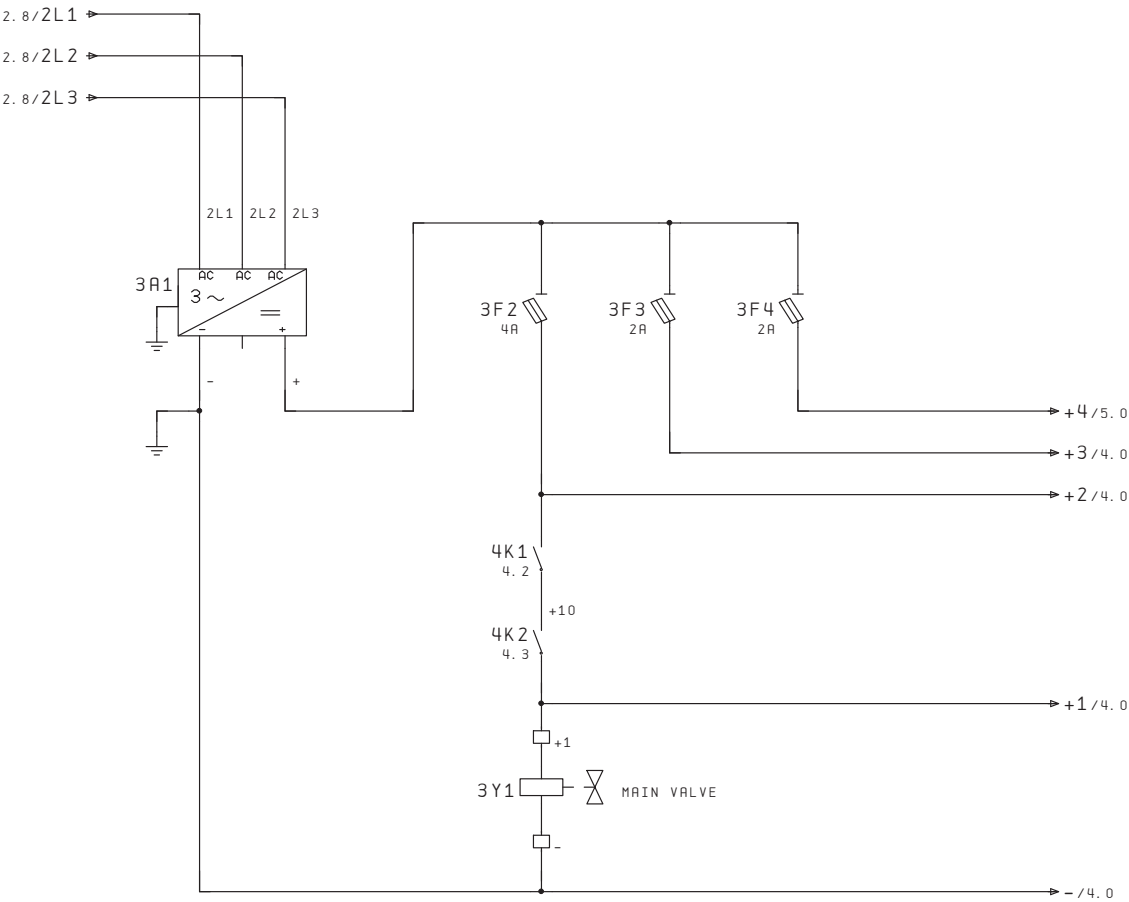 2.8/2L1
2.8/2L2
2.8/2L3
2L1 2L2 2L3
3A1
AC AC AC
3~
- +
- +
3F2
4A
3F3
2A
3F4
2A
+4/5.0
+3/4.0
+2/4.0
4K1
4.2
+10
4K2
4.3
+1/4.0
+1
3Y1 MAIN VALVE
-
-/4.0